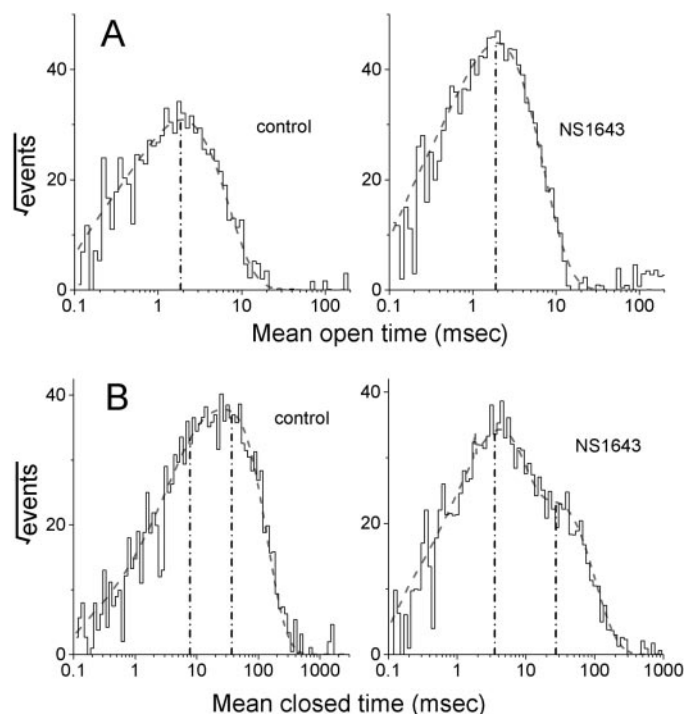 A
control
NS1643
√events
40
20
0
40
20
0
0.1 1 10 100
0.1 1 10 100
Mean open time (msec)
B
control
NS1643
√events
40
20
0
40
20
0
0.1 1 10 100 1000
0.1 1 10 100 1000
Mean closed time (msec)